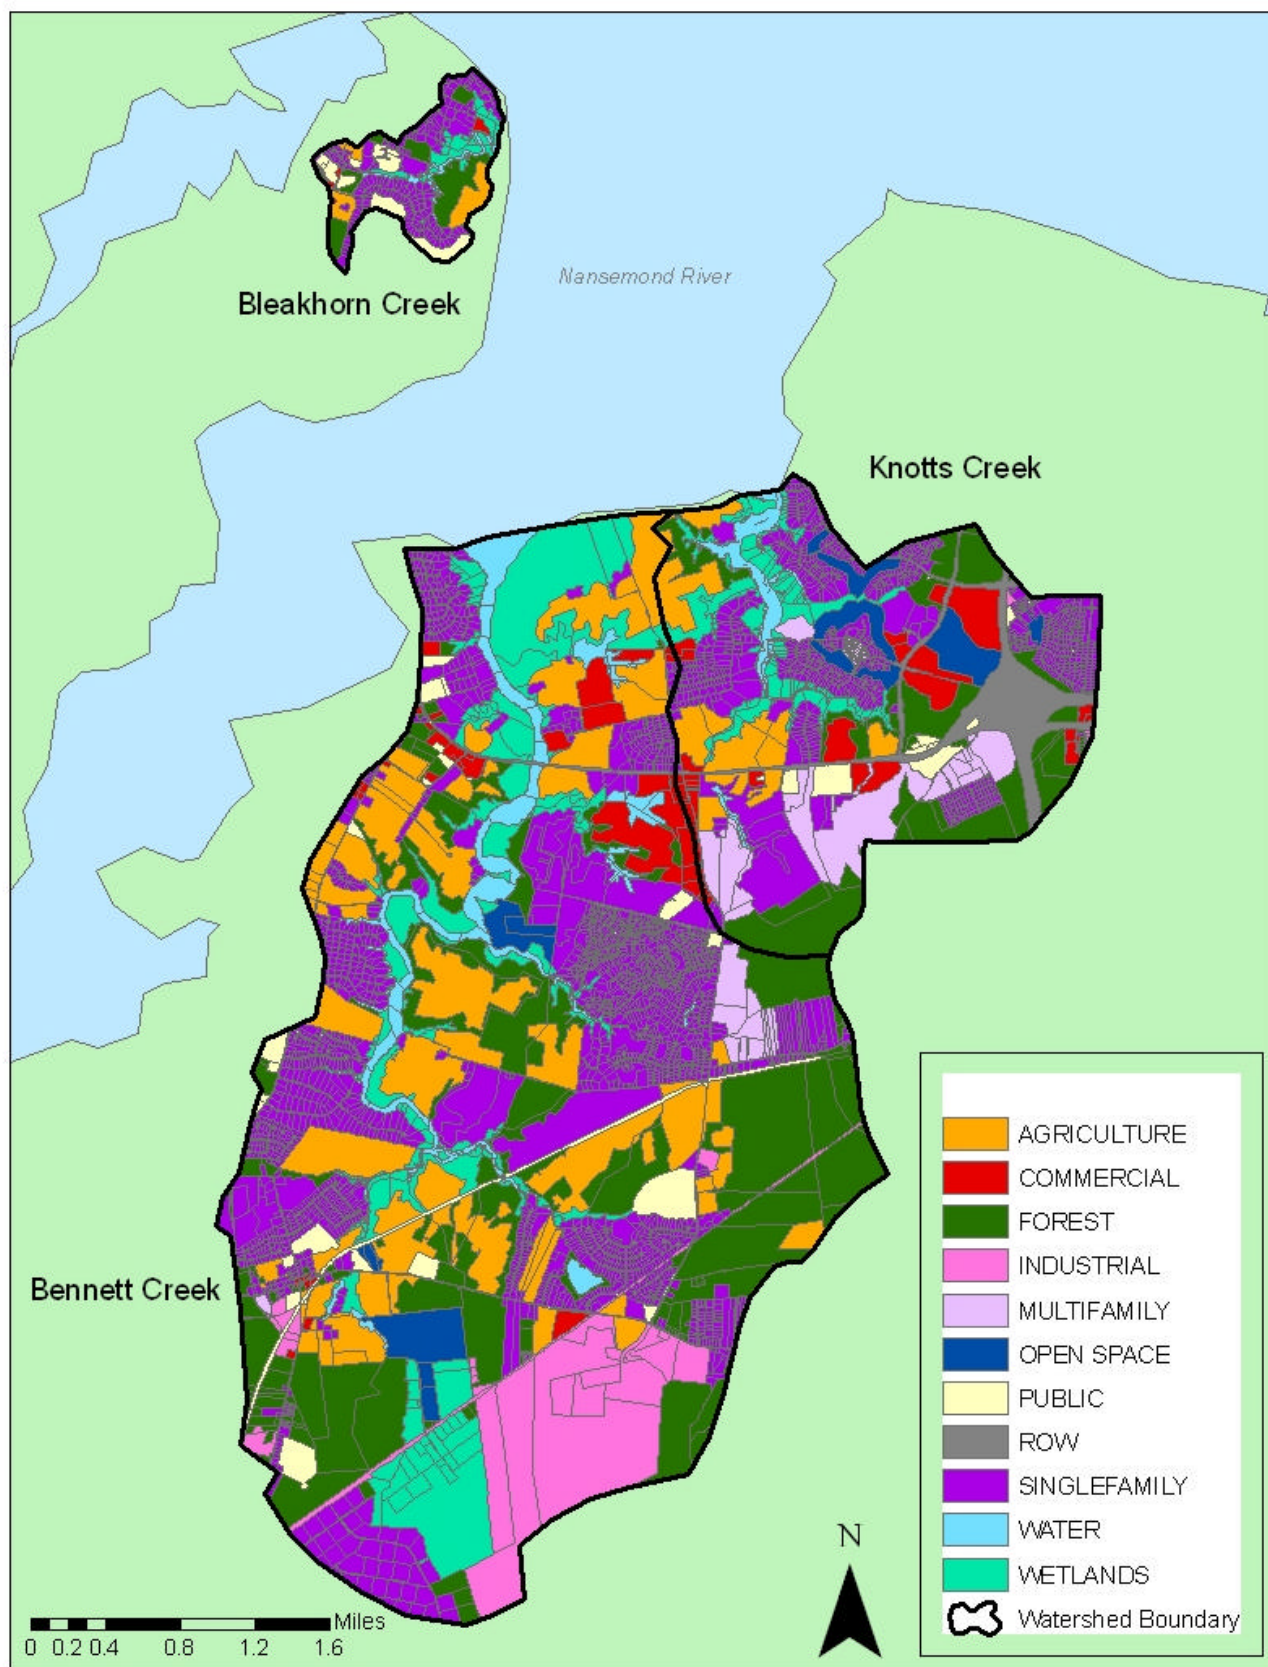 Nansemond River
Bleakhorn Creek
Knotts Creek
Bennett Creek
AGRICULTURE
COMMERCIAL
FOREST
INDUSTRIAL
MULTIFAMILY
OPEN SPACE
PUBLIC
ROW
SINGLEFAMILY
WATER
WETLANDS
Watershed Boundary
N
Miles
0 0.2 0.4 0.8 1.2 1.6